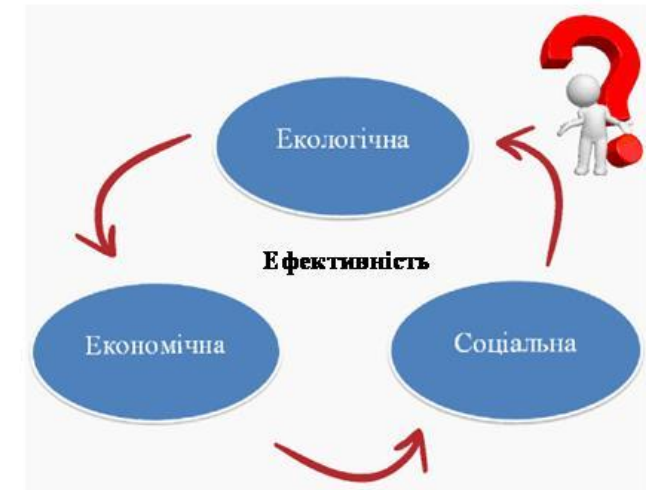 Екологічна
Ефективність
Економічна
Соціальна